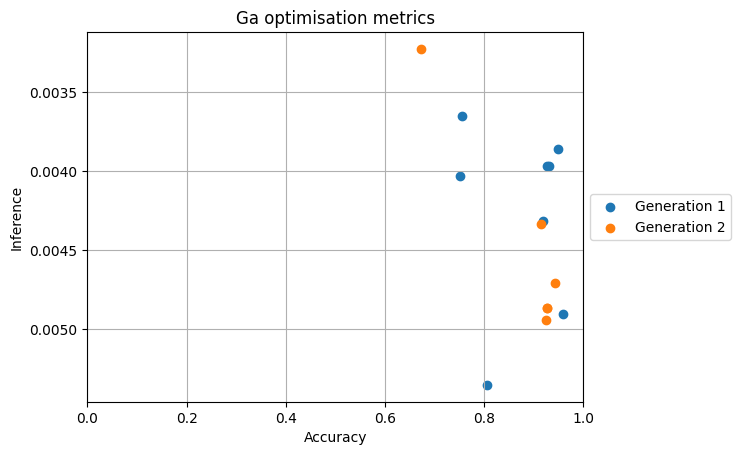 Ga optimisation metrics
0.0035
0.0040
0.0045
0.0050
Inference
0.0
0.2
0.4
0.6
0.8
1.0
Accuracy
Generation 1
Generation 2